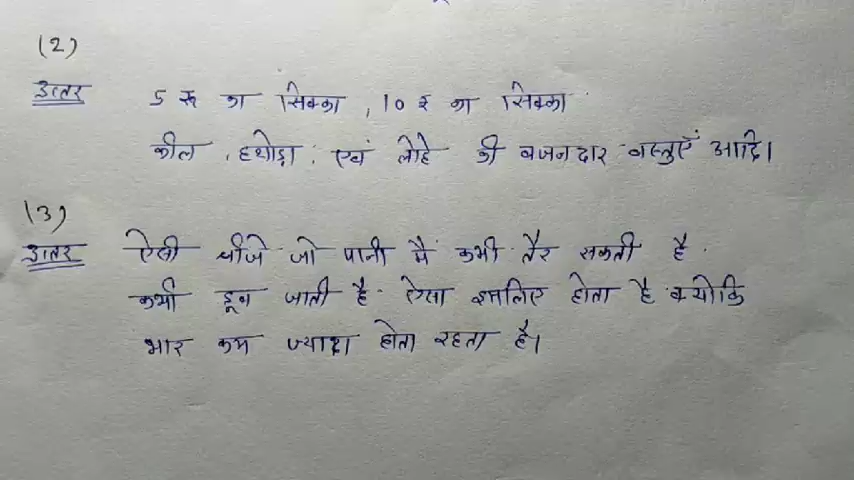 (2)
उत्तर 5 रू का सिक्का , 10 रु का सिक्का
कील , हथोड़ा , एवं लोहे की वजनदार वस्तुएँ आदि।
(3)
उत्तर ऐसी चीजे जो पानी में कभी तैर सकती है
कभी डूब जाती है ऐसा इसलिए होता है क्योकि
भार कम ज्यादा होता रहता है।